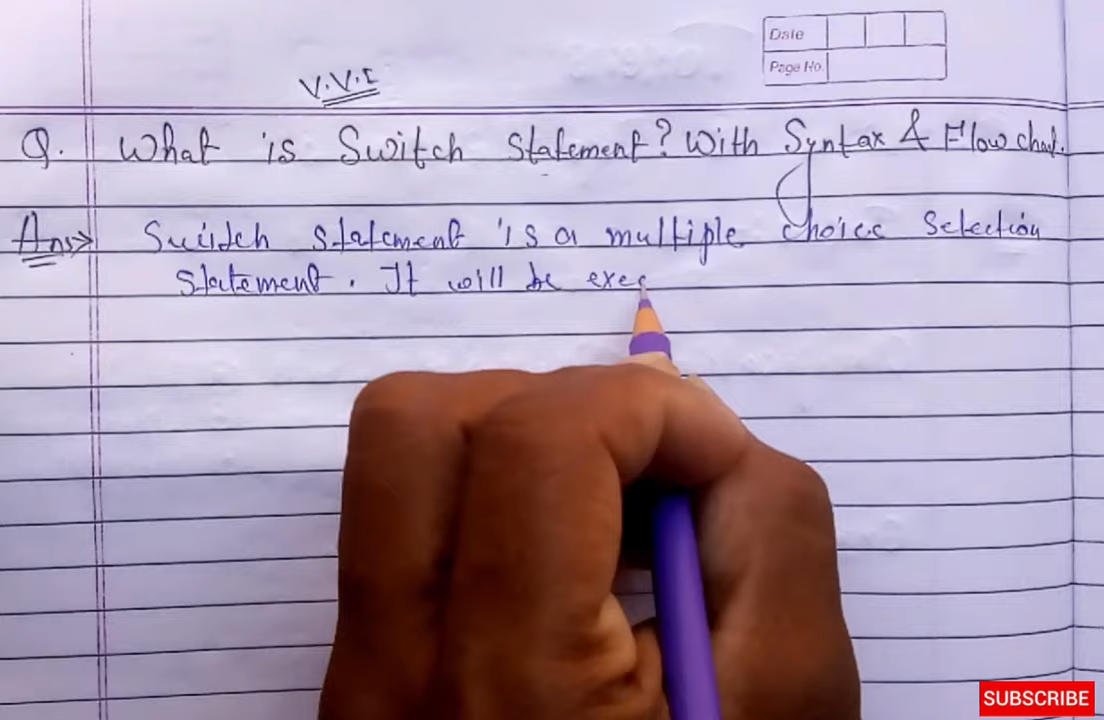 Date
Page No.
V.V.I
Q. What is Switch Statement? With Syntax & Flow chart.
Ans> Switch statement is a multiple choice selection
statement. It will be exec
SUBSCRIBE